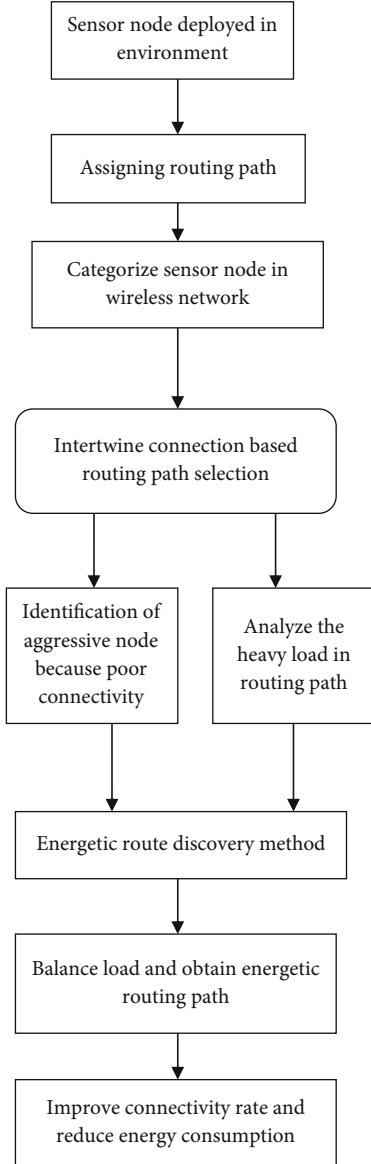 Sensor node deployed in
environment
Assigning routing path
Categorize sensor node in
wireless network
Intertwine connection based
routing path selection
Identification of
aggressive node
because poor
connectivity
Analyze the
heavy load in
routing path
Energetic route discovery method
Balance load and obtain energetic
routing path
Improve connectivity rate and
reduce energy consumption